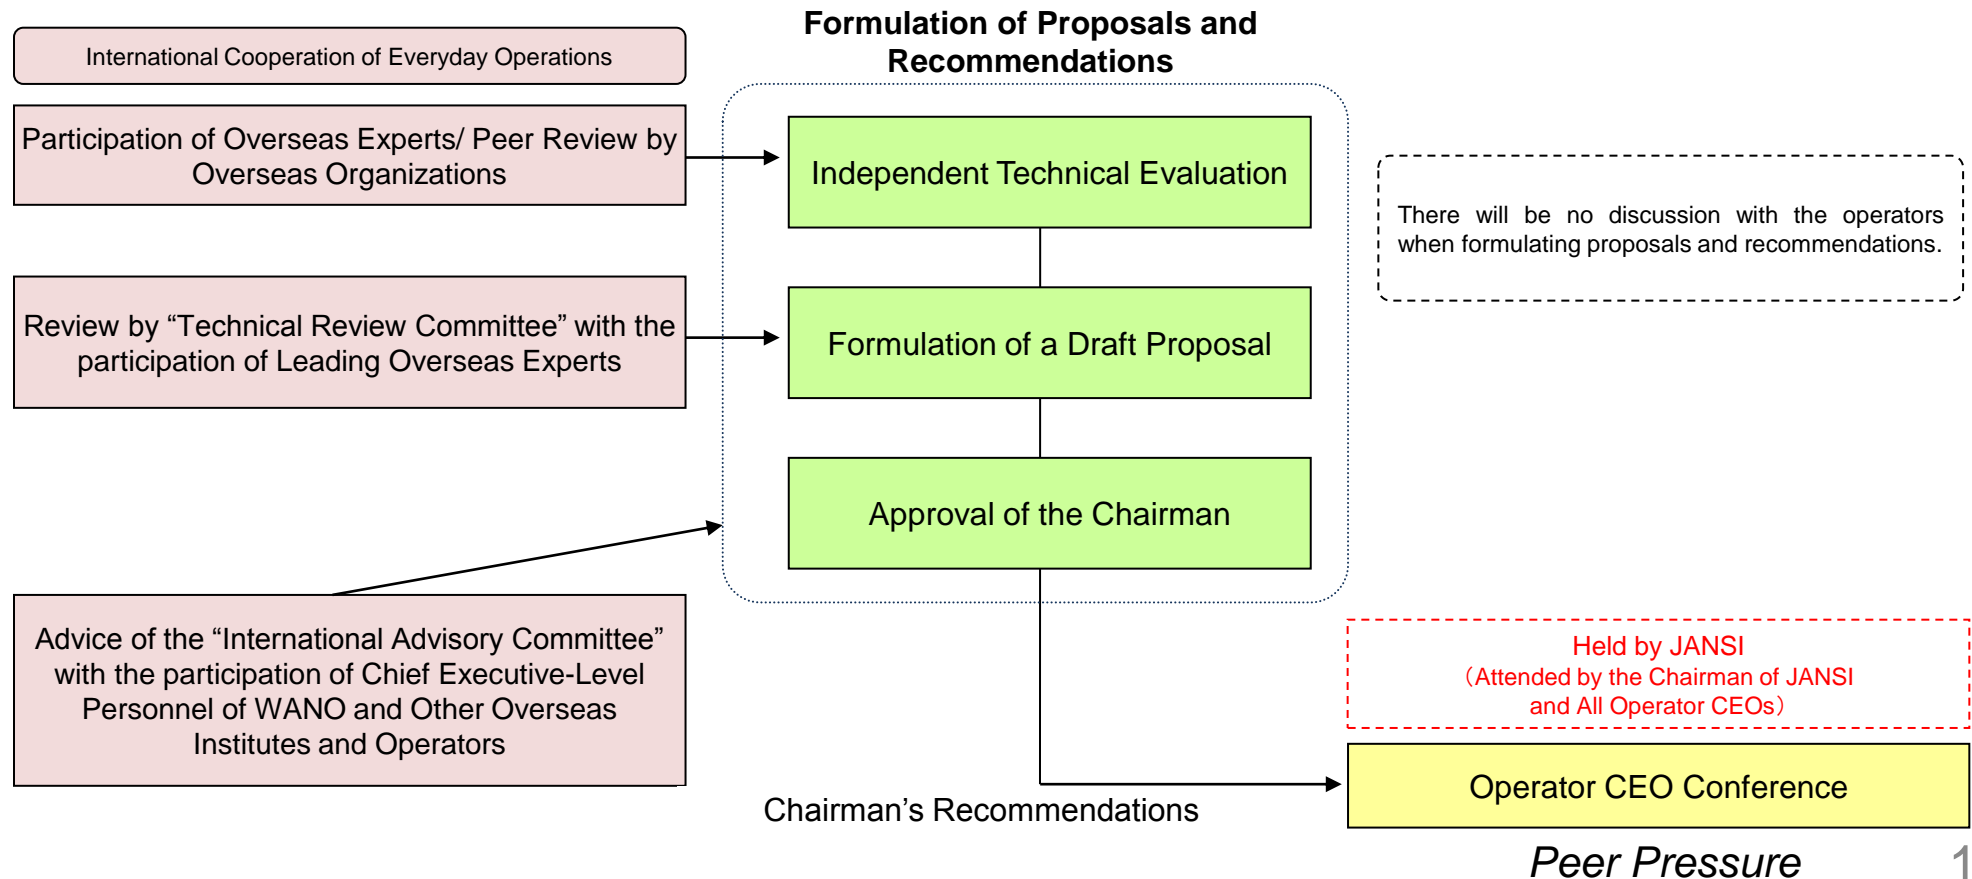 Formulation of Proposals and
Recommendations
International Cooperation of Everyday Operations
Participation of Overseas Experts/ Peer Review by
Overseas Organizations
Independent Technical Evaluation
There will be no discussion with the operators
when formulating proposals and recommendations.
Review by “Technical Review Committee” with the
participation of Leading Overseas Experts
Formulation of a Draft Proposal
Approval of the Chairman
Advice of the “International Advisory Committee”
with the participation of Chief Executive-Level
Personnel of WANO and Other Overseas
Institutes and Operators
Held by JANSI
（Attended by the Chairman of JANSI
and All Operator CEOs）
Operator CEO Conference
Chairman’s Recommendations
Peer Pressure
1